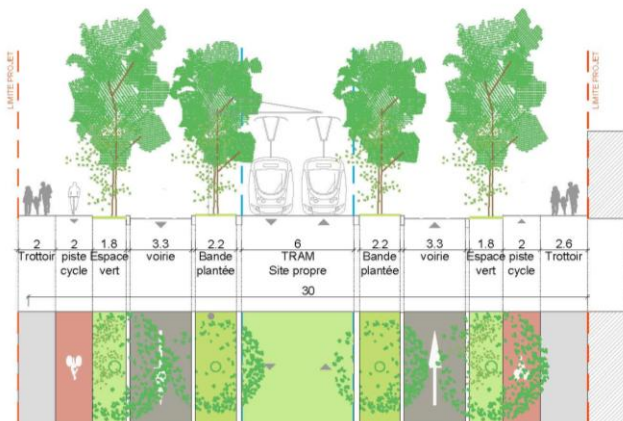 LIMITE PROJET
LIMITE PROJET
2 2 1.8 3.3 2.2 6 2.2 3.3 1.8 2 2.6
Trottoir piste Espace voirie Bande TRAM Bande voirie Espace piste Trottoir
cycle vert plantée Site propre plantée vert cycle
30